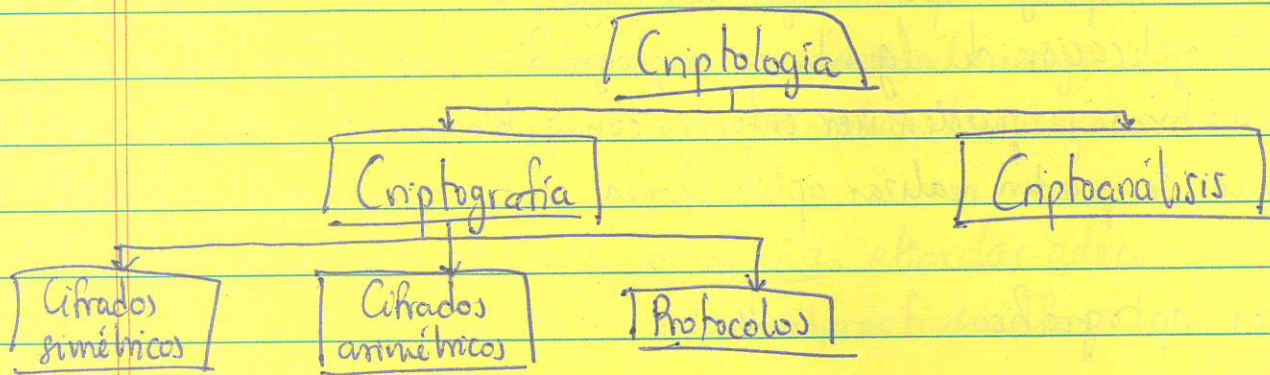 Criptología
Criptografía
Criptoanálisis
Cifrados
simétricos
Cifrados
asimétricos
Protocolos